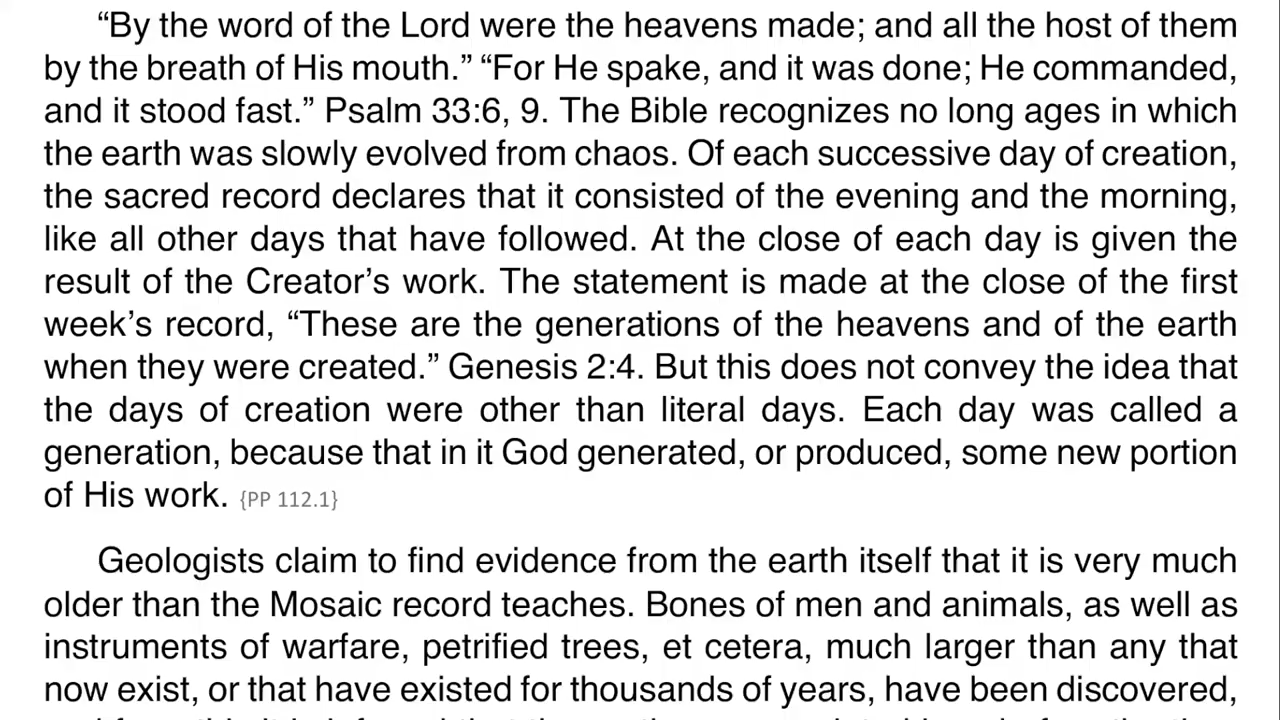 “By the word of the Lord were the heavens made; and all the host of them
by the breath of His mouth.” “For He spake, and it was done; He commanded,
and it stood fast.” Psalm 33:6, 9. The Bible recognizes no long ages in which
the earth was slowly evolved from chaos. Of each successive day of creation,
the sacred record declares that it consisted of the evening and the morning,
like all other days that have followed. At the close of each day is given the
result of the Creator’s work. The statement is made at the close of the first
week’s record, “These are the generations of the heavens and of the earth
when they were created.” Genesis 2:4. But this does not convey the idea that
the days of creation were other than literal days. Each day was called a
generation, because that in it God generated, or produced, some new portion
of His work. {PP 112.1}
Geologists claim to find evidence from the earth itself that it is very much
older than the Mosaic record teaches. Bones of men and animals, as well as
instruments of warfare, petrified trees, et cetera, much larger than any that
now exist, or that have existed for thousands of years, have been discovered,